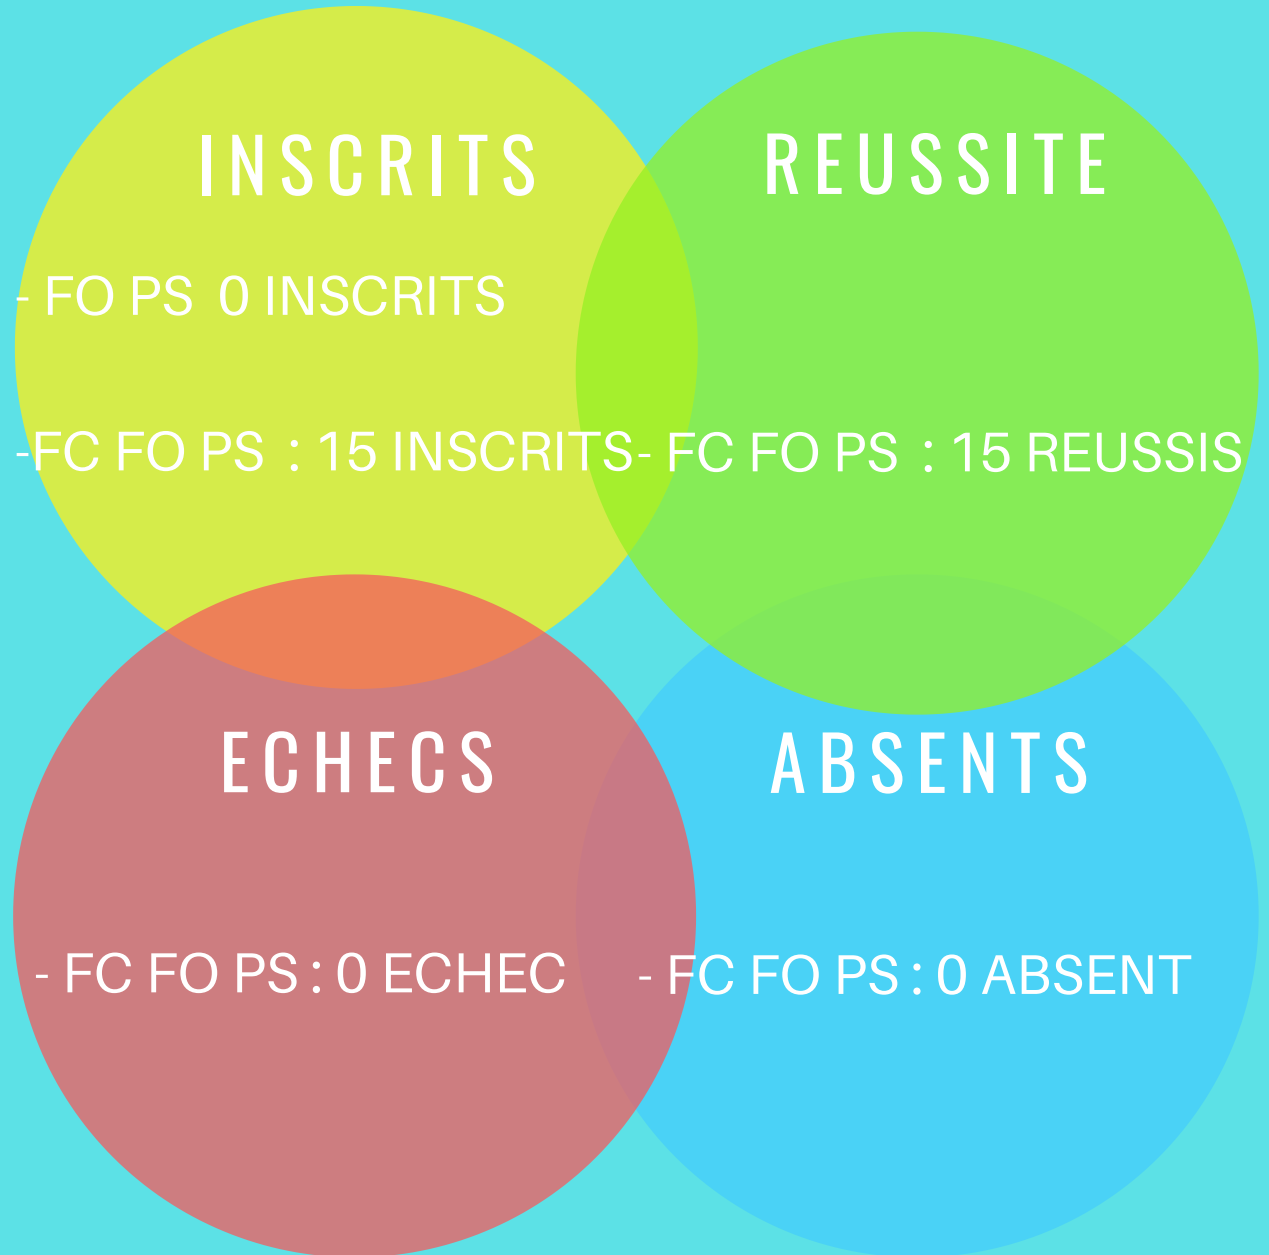 INSCRITS
REUSSITE
- FO PS 0 INSCRITS
-FC FO PS : 15 INSCRITS
- FC FO PS : 15 REUSSIS
ECHECS
ABSENTS
- FC FO PS : 0 ECHEC
- FC FO PS : 0 ABSENT